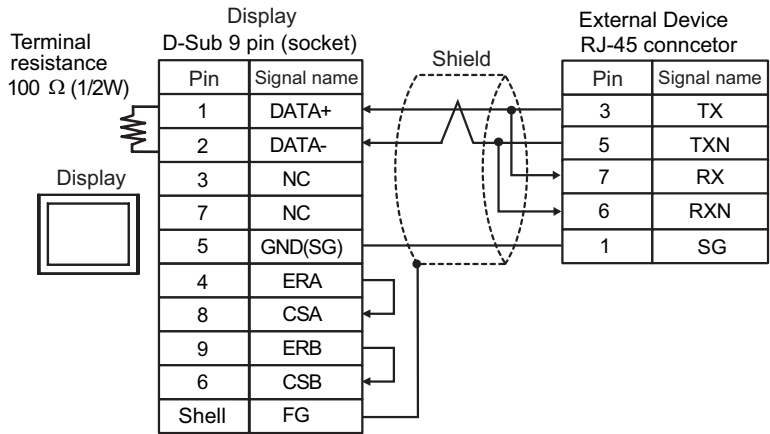 Display
D-Sub 9 pin (socket)
External Device
RJ-45 conncetor
Terminal
resistance
100 Ω (1/2W)
Shield
Display
Pin Signal name
1 DATA+
2 DATA-
3 NC
7 NC
5 GND(SG)
4 ERA
8 CSA
9 ERB
6 CSB
Shell FG
Pin Signal name
3 TX
5 TXN
7 RX
6 RXN
1 SG